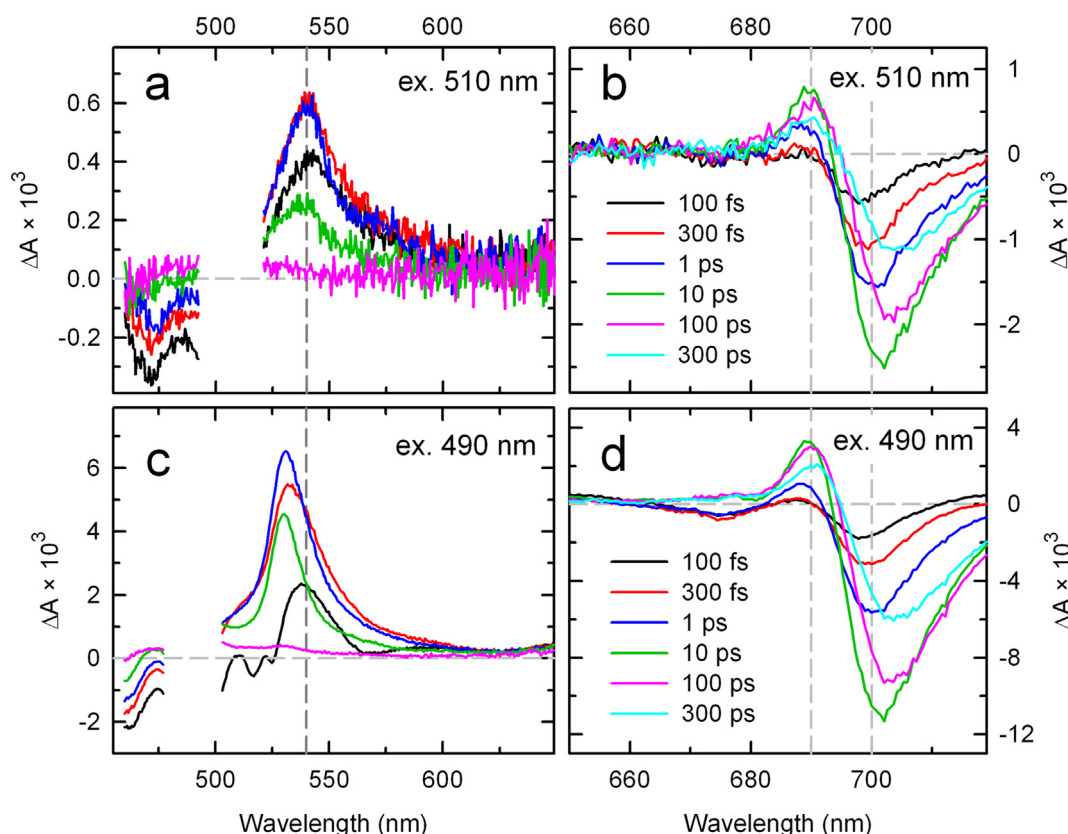 500 550 600
660 680 700
a
ex. 510 nm
b
ex. 510 nm
ΔA × 10³
0.6
0.4
0.2
0.0
-0.2
1
0
-1
-2
ΔA × 10³
100 fs
300 fs
1 ps
10 ps
100 ps
300 ps
c
ex. 490 nm
d
ex. 490 nm
ΔA × 10³
6
4
2
0
-2
4
0
-4
-8
-12
ΔA × 10³
100 fs
300 fs
1 ps
10 ps
100 ps
300 ps
500 550 600
660 680 700
Wavelength (nm)
Wavelength (nm)